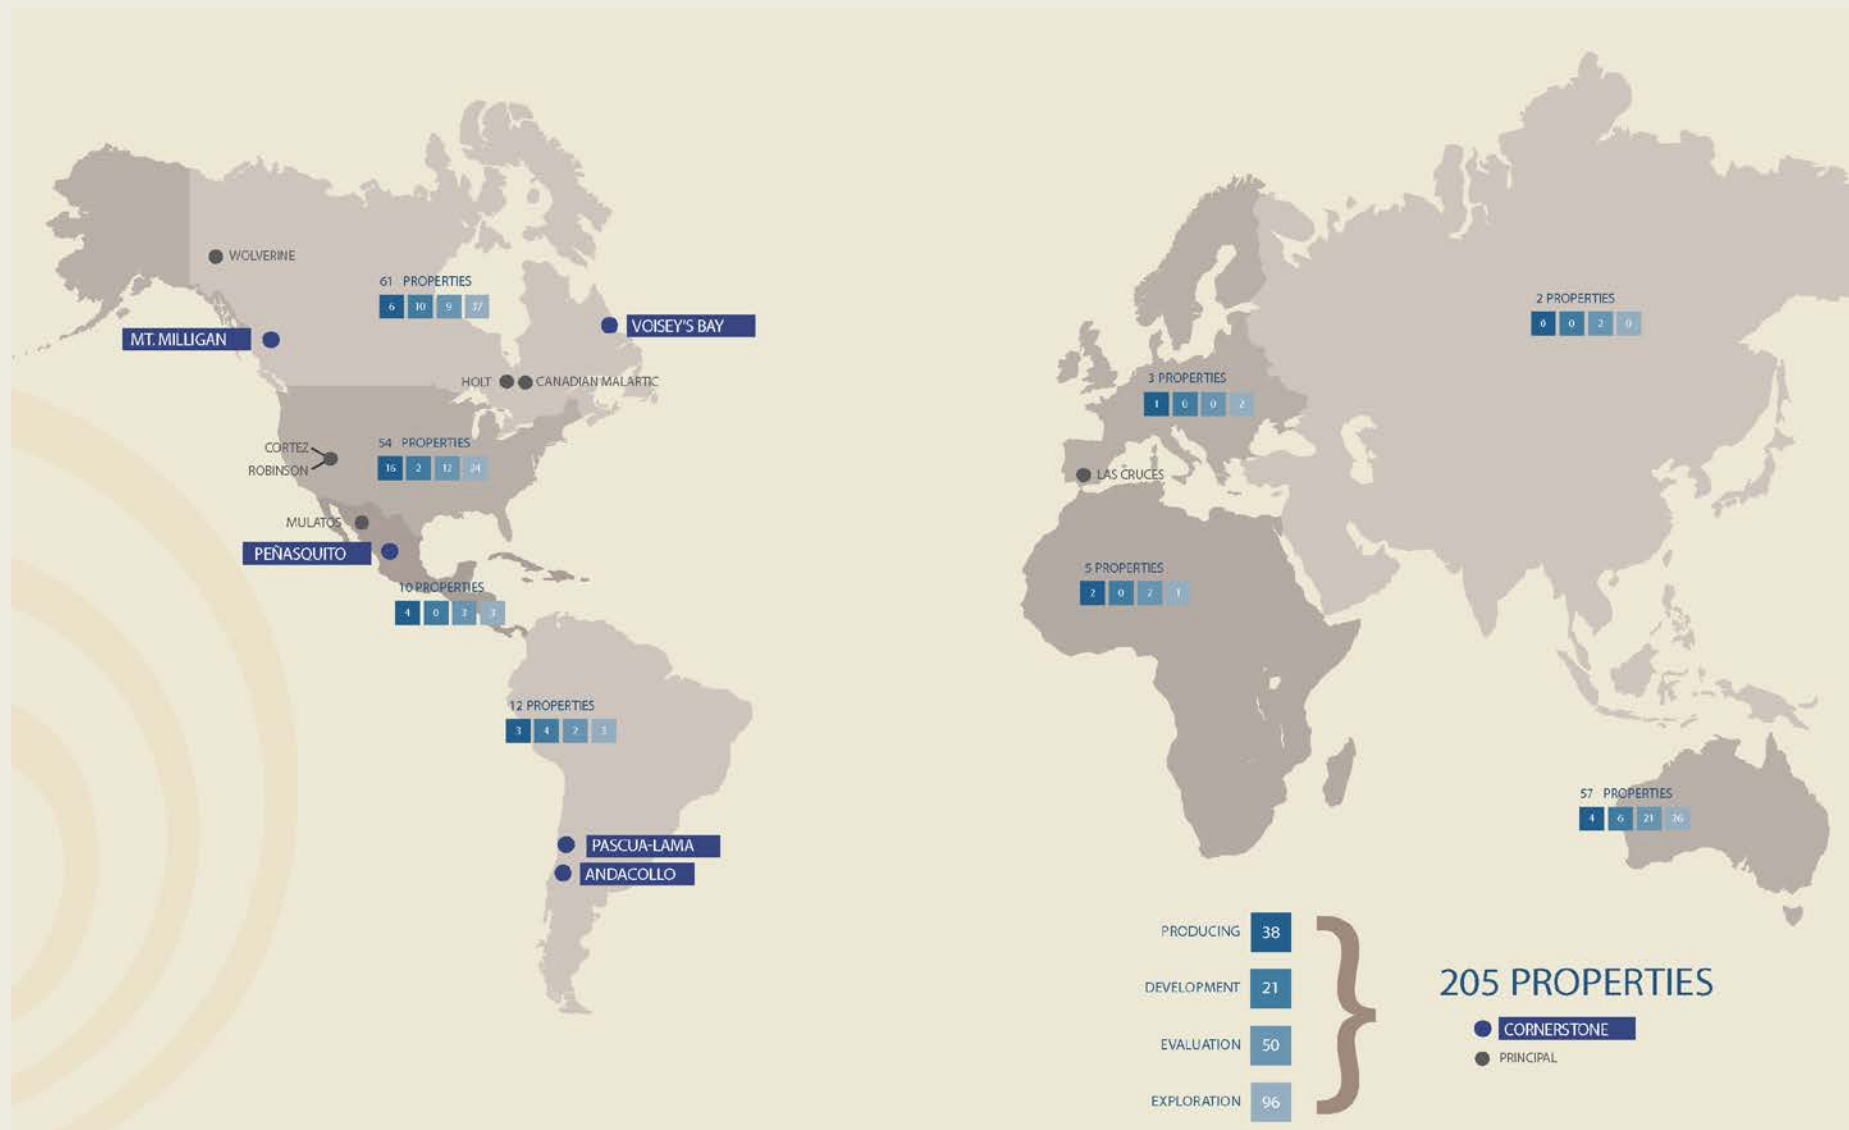 WOLVERINE
61 PROPERTIES
6 10 9 37
VOISEY'S BAY
MT. MILLIGAN
HOLT
CANADIAN MALARTIC
54 PROPERTIES
16 2 12 24
CORTEZ
ROBINSON
MULATOS
PEÑASQUITO
10 PROPERTIES
4 0 3 3
12 PROPERTIES
3 4 2 3
PASCUA-LAMA
ANDACOLLO
2 PROPERTIES
0 0 2 0
3 PROPERTIES
1 0 0 2
LAS CRUCES
5 PROPERTIES
2 0 2 1
57 PROPERTIES
4 6 21 26
PRODUCING 38
DEVELOPMENT 21
EVALUATION 50
EXPLORATION 96
205 PROPERTIES
CORNERSTONE
PRINCIPAL